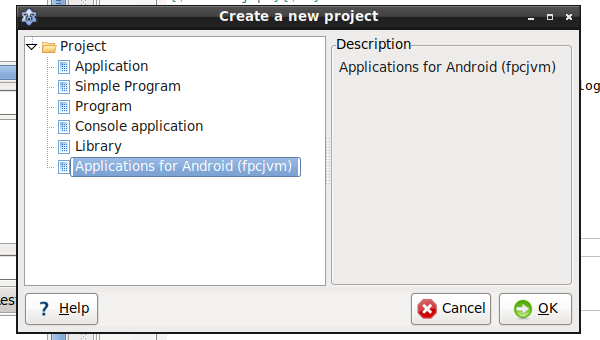 Create a new project
Project
Application
Simple Program
Program
Console application
Library
Applications for Android (fpcjvm)
Description
Applications for Android (fpcjvm)
log
Help
Cancel
OK